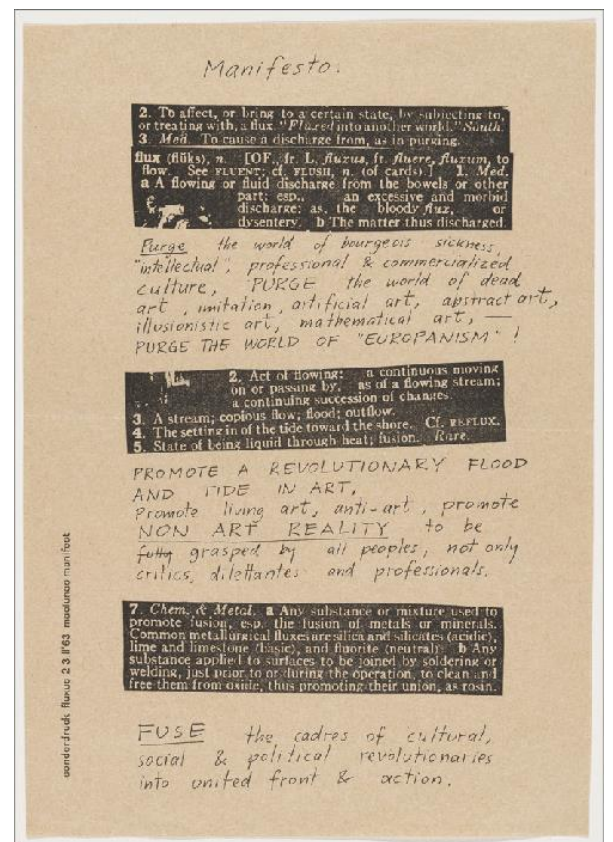 Manifesto.
2. To affect, or bring to a certain state, by subjecting to,
or treating with, a flux. "Fluxed into another world." South.
3. Med. To cause a discharge from, as in purging.
flux (flŭks), n. [OF., fr. L. fluxus, fr. fluere, fluxum, to
flow. See FLUENT; cf. FLUSH, n. (of cards).] 1. Med.
a A flowing or fluid discharge from the bowels or other
part; esp., an excessive and morbid
discharge: as, the bloody flux, or
dysentery. b The matter thus discharged.
Purge the world of bourgeois sickness,
"intellectual", professional & commercialized
culture, PURGE the world of dead
art, imitation, artificial art, abstract art,
illusionistic art, mathematical art, —
PURGE THE WORLD OF "EUROPANISM" !
2. Act of flowing: a continuous moving
on or passing by, as of a flowing stream;
a continuing succession of changes.
3. A stream; copious flow; flood; outflow.
4. The setting in of the tide toward the shore. Cf. REFLUX.
5. State of being liquid through heat; fusion. Rare.
PROMOTE A REVOLUTIONARY FLOOD
AND TIDE IN ART,
Promote living art, anti-art, promote
NON ART REALITY to be
fully grasped by all peoples, not only
critics, dilettantes and professionals.
7. Chem. & Metal. a Any substance or mixture used to
promote fusion, esp. the fusion of metals or minerals.
Common metallurgical fluxes are silica and silicates (acidic),
lime and limestone (basic), and fluorite (neutral). b Any
substance applied to surfaces to be joined by soldering or
welding, just prior to or during the operation, to clean and
free them from oxide, thus promoting their union, as rosin.
FUSE the cadres of cultural,
social & political revolutionaries
into united front & action.
2 3 II'63